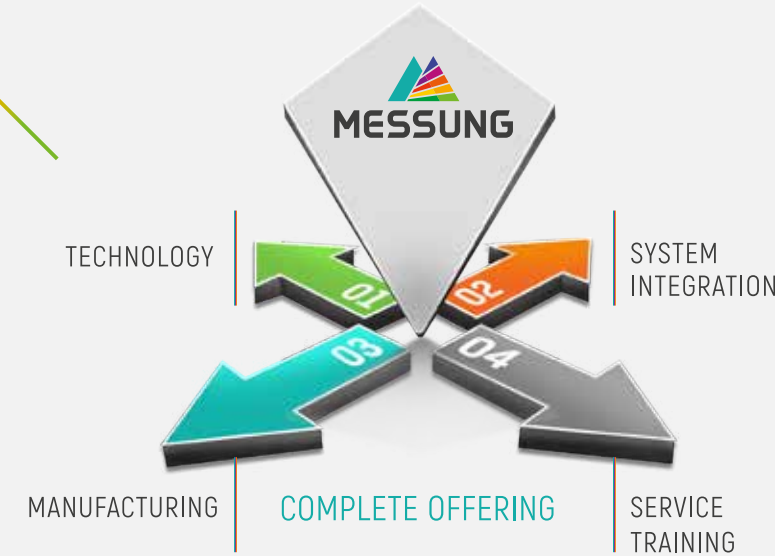 MESSUNG
TECHNOLOGY
01
02
SYSTEM
INTEGRATION
03
04
MANUFACTURING
COMPLETE OFFERING
SERVICE
TRAINING